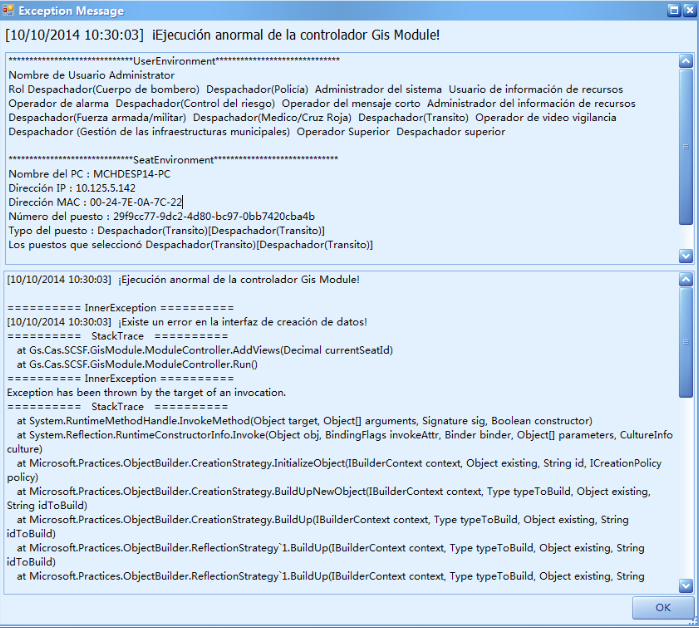 Exception Message
[10/10/2014 10:30:03] ¡Ejecución anormal de la controlador Gis Module!
******************************UserEnvironment******************************
Nombre de Usuario Administrator
Rol Despachador(Cuerpo de bombero) Despachador(Policía) Administrador del sistema Usuario de información de recursos
Operador de alarma Despachador(Control del riesgo) Operador del mensaje corto Administrador del información de recursos
Despachador(Fuerza armada/militar) Despachador(Medico/Cruz Roja) Despachador(Transito) Operador de video vigilancia
Despachador (Gestión de las infraestructuras municipales) Operador Superior Despachador superior
******************************SeatEnvironment******************************
Nombre del PC : MCHDESP14-PC
Dirección IP : 10.125.5.142
Dirección MAC : 00-24-7E-0A-7C-22
Número del puesto : 29f9cc77-9dc2-4d80-bc97-0bb7420cba4b
Typo del puesto : Despachador(Transito)[Despachador(Transito)]
Los puestos que seleccionó Despachador(Transito)[Despachador(Transito)]
[10/10/2014 10:30:03] ¡Ejecución anormal de la controlador Gis Module!
========== InnerException ==========
[10/10/2014 10:30:03] ¡Existe un error en la interfaz de creación de datos!
========== StackTrace ==========
at Gs.Cas.SCSF.GisModule.ModuleController.AddViews(Decimal currentSeatId)
at Gs.Cas.SCSF.GisModule.ModuleController.Run()
========== InnerException ==========
Exception has been thrown by the target of an invocation.
========== StackTrace ==========
at System.RuntimeMethodHandle.InvokeMethod(Object target, Object[] arguments, Signature sig, Boolean constructor)
at System.Reflection.RuntimeConstructorInfo.Invoke(Object obj, BindingFlags invokeAttr, Binder binder, Object[] parameters, CultureInfo
culture)
at Microsoft.Practices.ObjectBuilder.CreationStrategy.InitializeObject(IBuilderContext context, Object existing, String id, ICreationPolicy
policy)
at Microsoft.Practices.ObjectBuilder.CreationStrategy.BuildUpNewObject(IBuilderContext context, Type typeToBuild, Object existing,
String idToBuild)
at Microsoft.Practices.ObjectBuilder.CreationStrategy.BuildUp(IBuilderContext context, Type typeToBuild, Object existing, String
idToBuild)
at Microsoft.Practices.ObjectBuilder.ReflectionStrategy`1.BuildUp(IBuilderContext context, Type typeToBuild, Object existing, String
idToBuild)
at Microsoft.Practices.ObjectBuilder.ReflectionStrategy`1.BuildUp(IBuilderContext context, Type typeToBuild, Object existing, String
OK